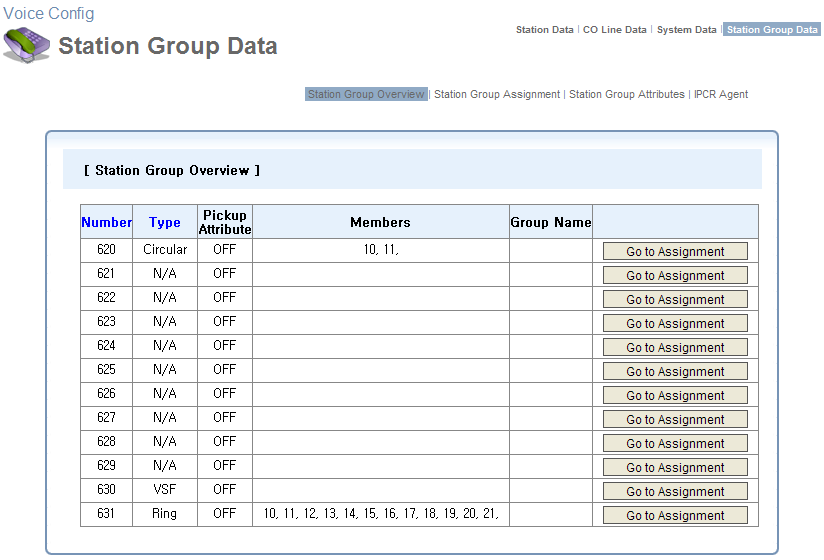 Voice Config
Station Group Data
Station Data | CO Line Data | System Data | Station Group Data
Station Group Overview | Station Group Assignment | Station Group Attributes | IPCR Agent
[ Station Group Overview ]
Number Type Pickup Attribute Members Group Name
620 Circular OFF 10, 11, Go to Assignment
621 N/A OFF Go to Assignment
622 N/A OFF Go to Assignment
623 N/A OFF Go to Assignment
624 N/A OFF Go to Assignment
625 N/A OFF Go to Assignment
626 N/A OFF Go to Assignment
627 N/A OFF Go to Assignment
628 N/A OFF Go to Assignment
629 N/A OFF Go to Assignment
630 VSF OFF Go to Assignment
631 Ring OFF 10, 11, 12, 13, 14, 15, 16, 17, 18, 19, 20, 21, Go to Assignment